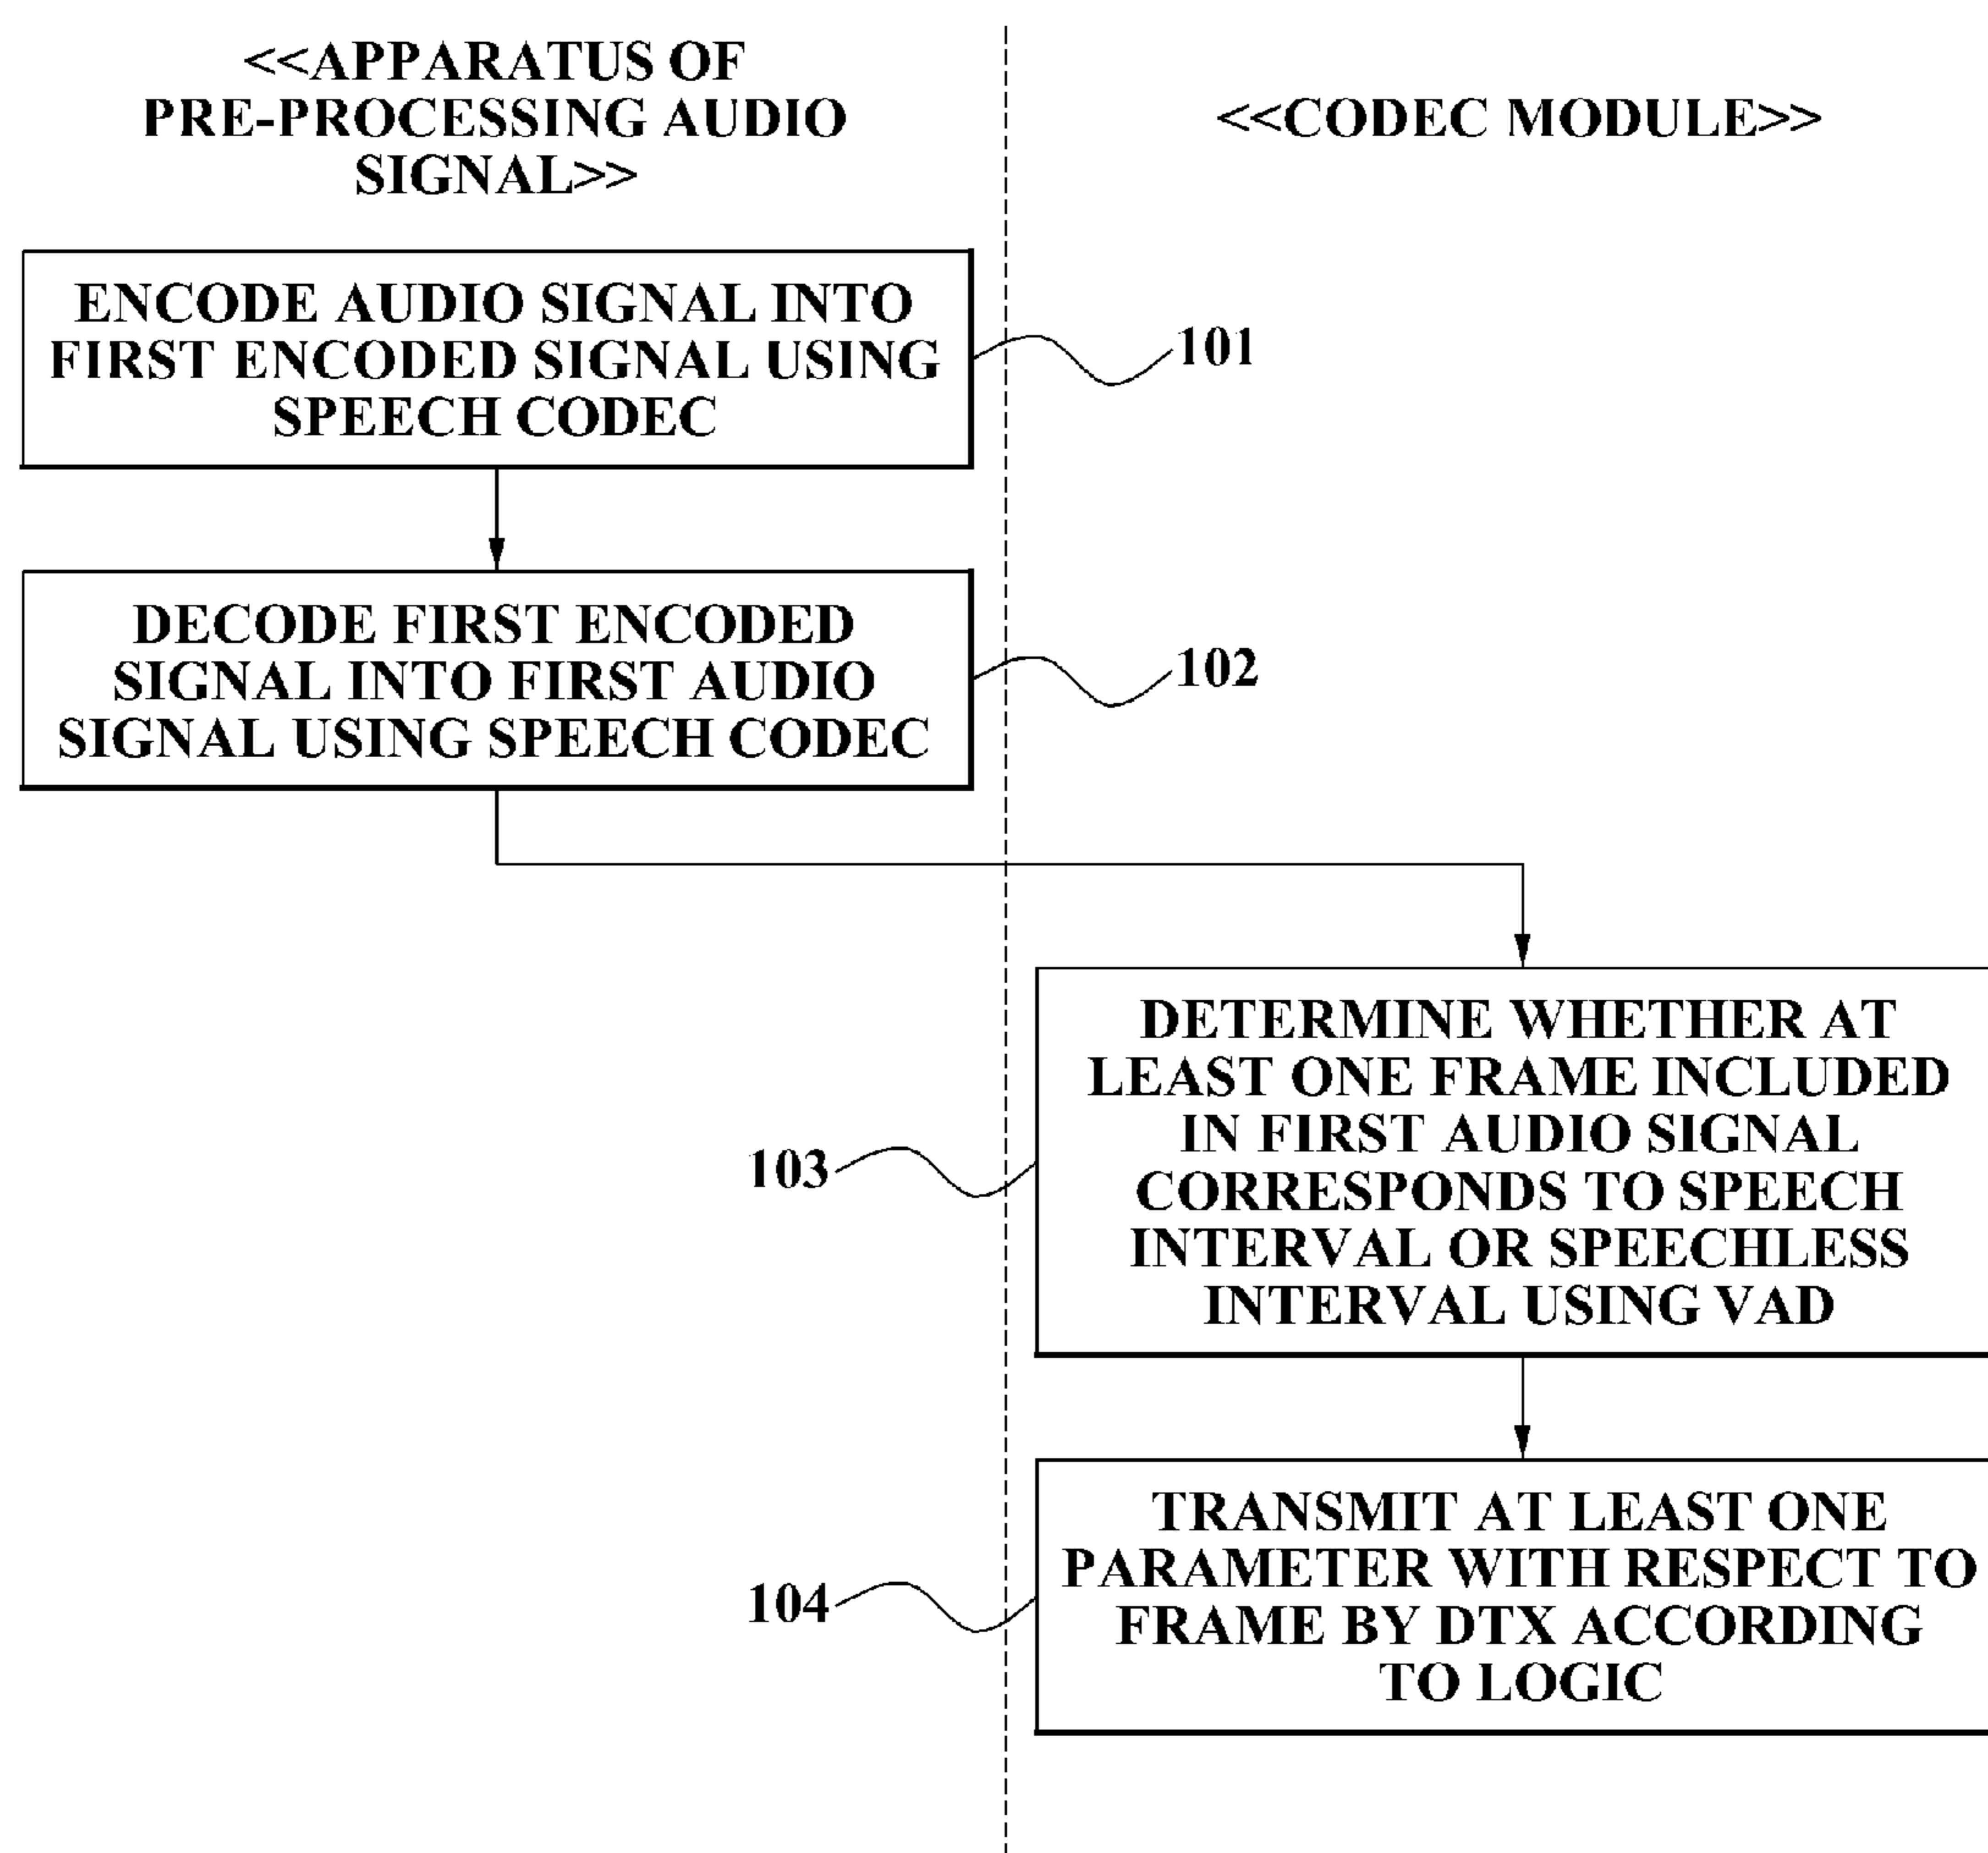 <<APPARATUS OF
PRE-PROCESSING AUDIO
SIGNAL>>
<<CODEC MODULE>>
ENCODE AUDIO SIGNAL INTO
FIRST ENCODED SIGNAL USING
SPEECH CODEC
101
DECODE FIRST ENCODED
SIGNAL INTO FIRST AUDIO
SIGNAL USING SPEECH CODEC
102
DETERMINE WHETHER AT
LEAST ONE FRAME INCLUDED
IN FIRST AUDIO SIGNAL
CORRESPONDS TO SPEECH
INTERVAL OR SPEECHLESS
INTERVAL USING VAD
103
TRANSMIT AT LEAST ONE
PARAMETER WITH RESPECT TO
FRAME BY DTX ACCORDING
TO LOGIC
104